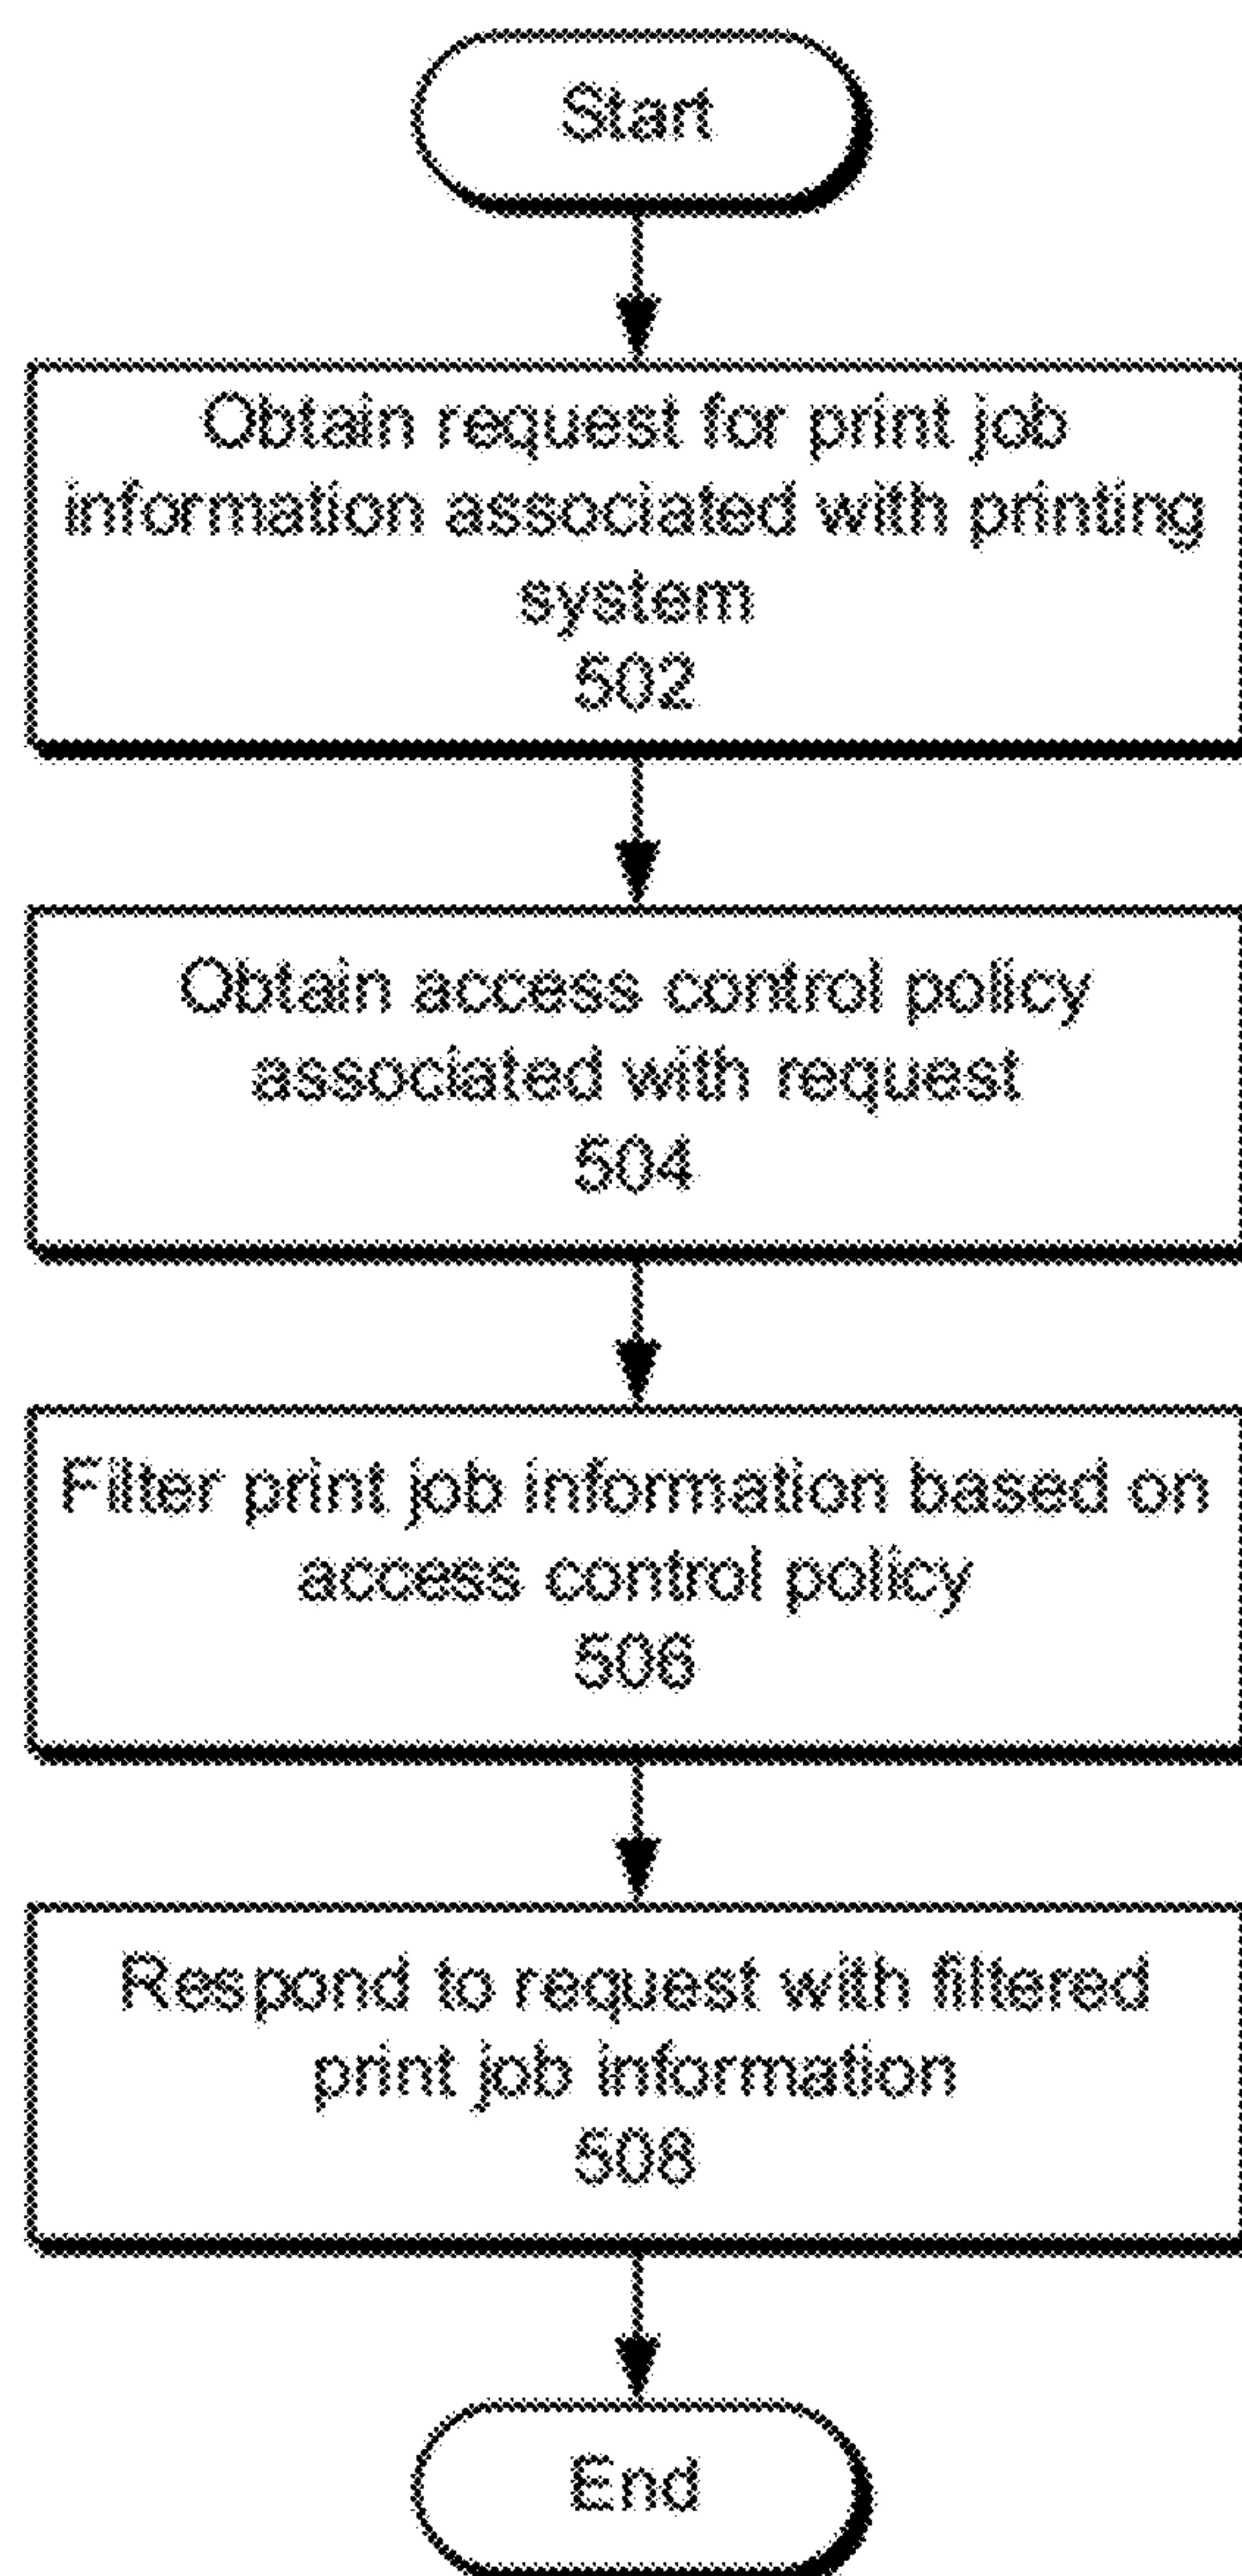 Start
Obtain request for print job
information associated with printing
system
502
Obtain access control policy
associated with request
504
Filter print job information based on
access control policy
506
Respond to request with filtered
print job information
508
End